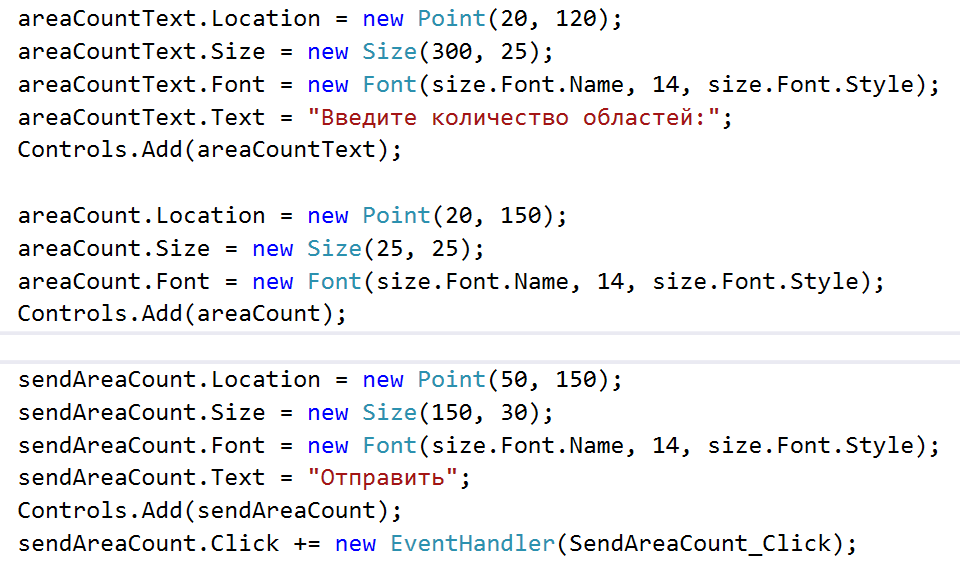 areaCountText.Location = new Point(20, 120);
areaCountText.Size = new Size(300, 25);
areaCountText.Font = new Font(size.Font.Name, 14, size.Font.Style);
areaCountText.Text = "Введите количество областей:";
Controls.Add(areaCountText);

areaCount.Location = new Point(20, 150);
areaCount.Size = new Size(25, 25);
areaCount.Font = new Font(size.Font.Name, 14, size.Font.Style);
Controls.Add(areaCount);

sendAreaCount.Location = new Point(50, 150);
sendAreaCount.Size = new Size(150, 30);
sendAreaCount.Font = new Font(size.Font.Name, 14, size.Font.Style);
sendAreaCount.Text = "Отправить";
Controls.Add(sendAreaCount);
sendAreaCount.Click += new EventHandler(SendAreaCount_Click);